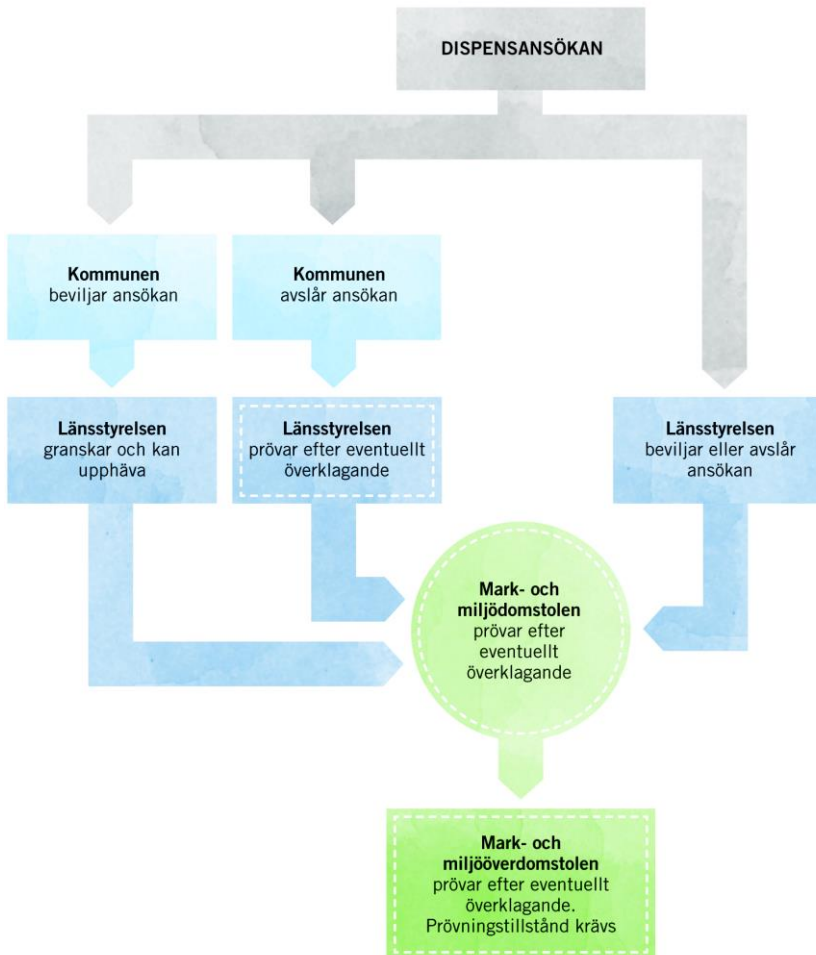 DISPENSANSÖKAN
Kommunen
beviljar ansökan
Kommunen
avslår ansökan
Länsstyrelsen
granskar och kan
upphäva
Länsstyrelsen
prövar efter eventuellt
överklagande
Länsstyrelsen
beviljar eller avslår
ansökan
Mark- och
miljödomstolen
prövar efter
eventuellt
överklagande
Mark- och
miljööverdomstolen
prövar efter eventuellt
överklagande.
Prövningstillstånd krävs